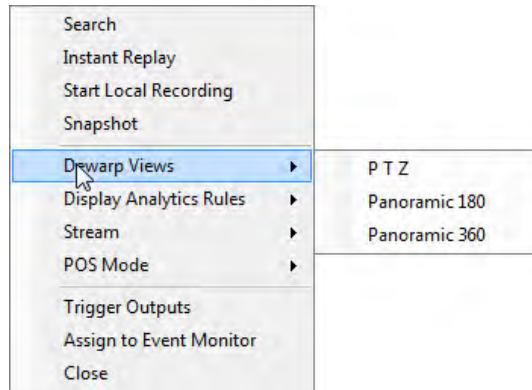 Search
Instant Replay
Start Local Recording
Snapshot
Dewarp Views
P T Z
Display Analytics Rules
Panoramic 180
Stream
Panoramic 360
POS Mode
Trigger Outputs
Assign to Event Monitor
Close